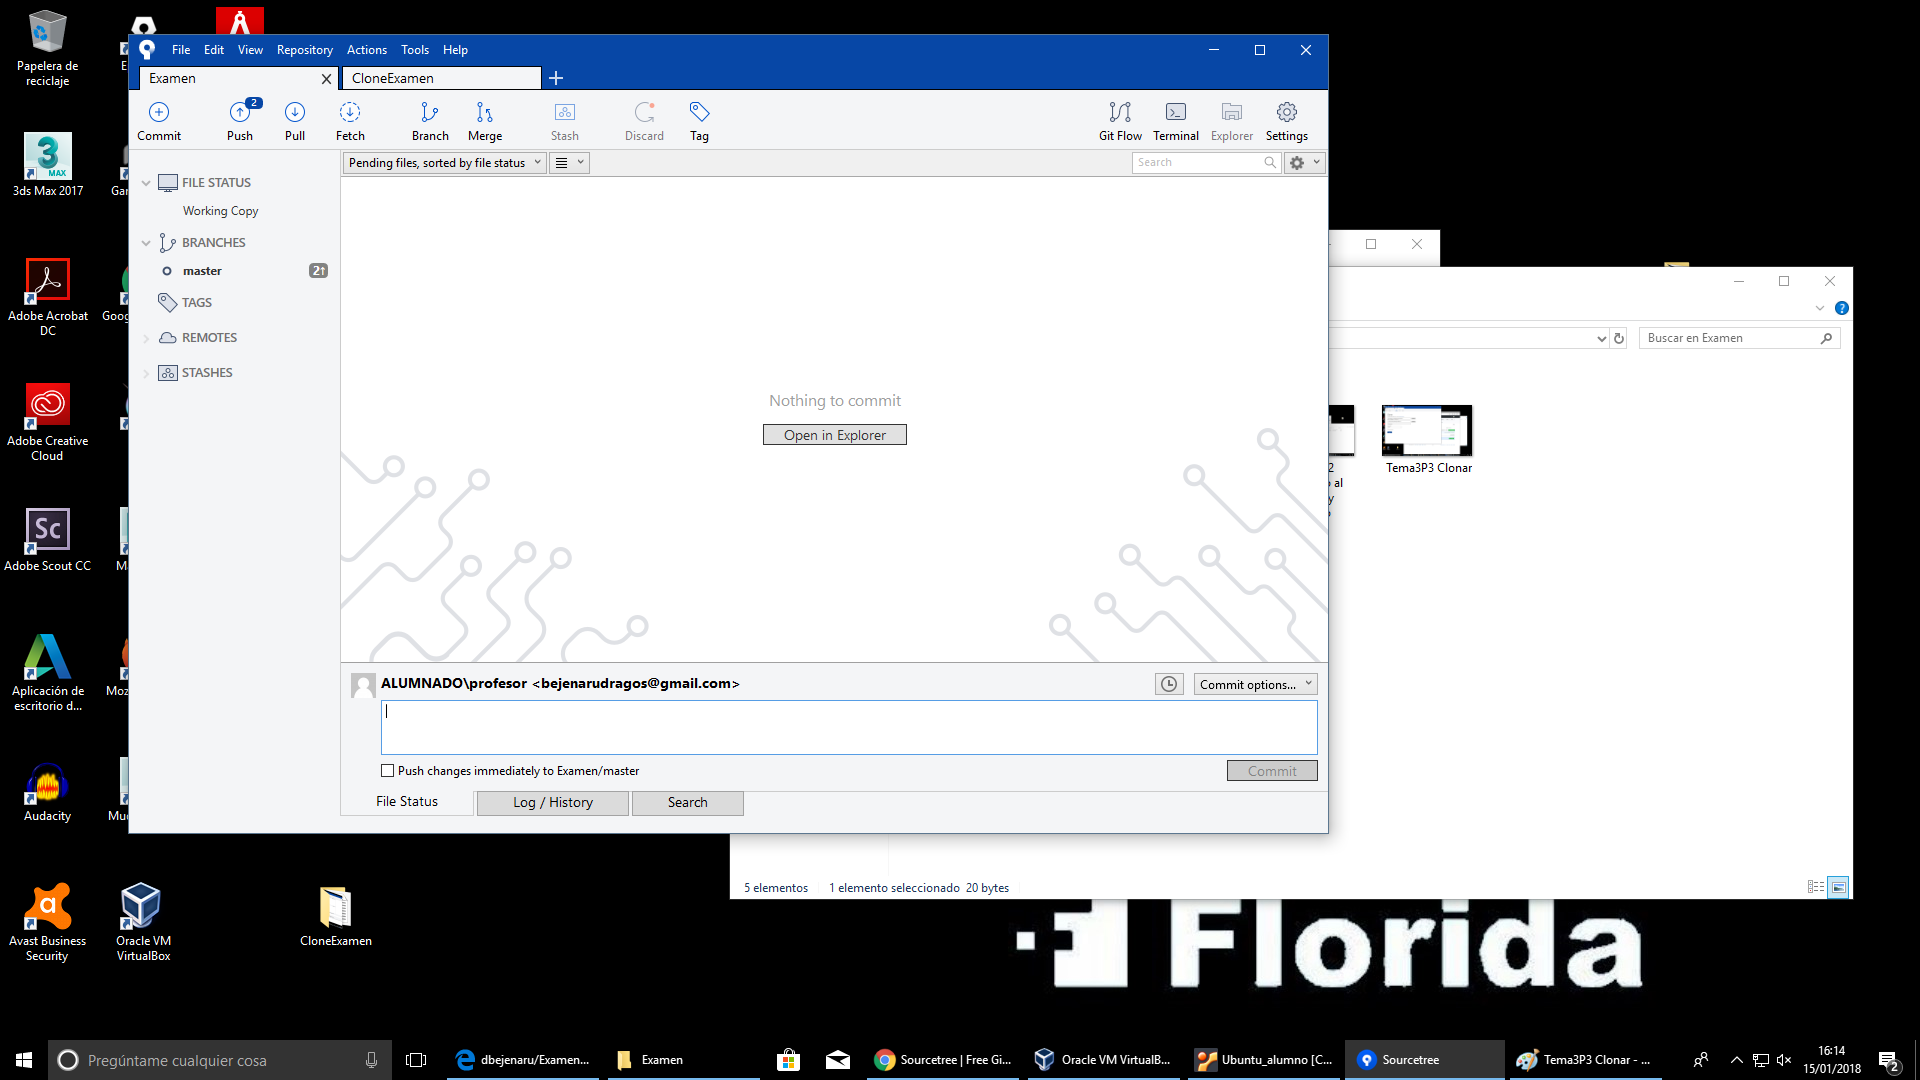 Papelera de
reciclaje
3ds Max 2017
Adobe Acrobat
DC
Adobe Creative
Cloud
Adobe Scout CC
Aplicación de
escritorio d...
Audacity
Avast Business
Security
Oracle VM
VirtualBox
CloneExamen
File Edit View Repository Actions Tools Help
Examen
CloneExamen
Commit
2
Push
Pull
Fetch
Branch
Merge
Stash
Discard
Tag
Git Flow
Terminal
Explorer
Settings
Pending files, sorted by file status
Search
FILE STATUS
Working Copy
BRANCHES
master 2↑
TAGS
REMOTES
STASHES
Nothing to commit
Open in Explorer
ALUMNADO\profesor <bejenarudragos@gmail.com>
Commit options...
Push changes immediately to Examen/master
Commit
File Status
Log / History
Search
Buscar en Examen
Tema3P3 Clonar
5 elementos 1 elemento seleccionado 20 bytes
Florida
Pregúntame cualquier cosa
dbejenaru/Examen...
Examen
Sourcetree | Free Gi...
Oracle VM VirtualB...
Ubuntu_alumno [C...
Sourcetree
Tema3P3 Clonar - ...
16:14
15/01/2018
2